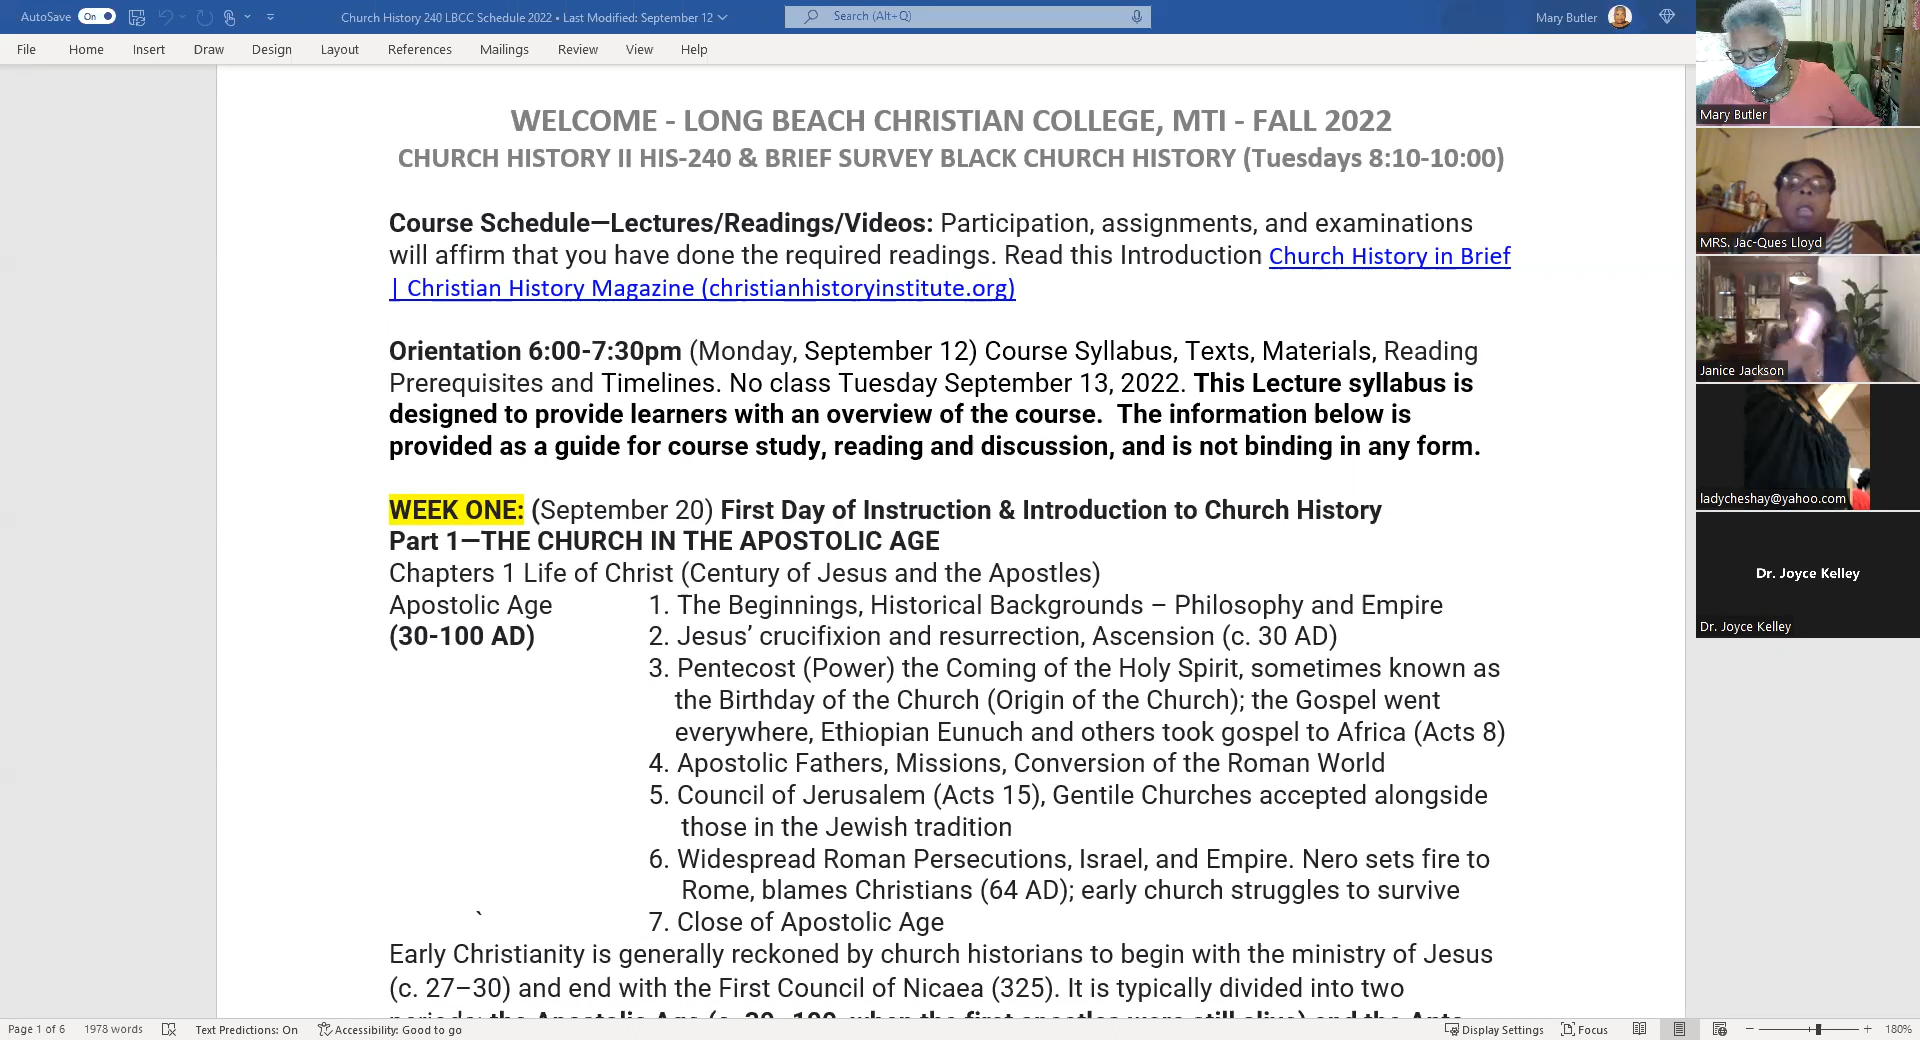 AutoSave On Church History 240 LBCC Schedule 2022 • Last Modified: September 12 Search (Alt+Q) Mary Butler
File Home Insert Draw Design Layout References Mailings Review View Help
WELCOME - LONG BEACH CHRISTIAN COLLEGE, MTI - FALL 2022
CHURCH HISTORY II HIS-240 & BRIEF SURVEY BLACK CHURCH HISTORY (Tuesdays 8:10-10:00)
Course Schedule—Lectures/Readings/Videos: Participation, assignments, and examinations
will affirm that you have done the required readings. Read this Introduction Church History in Brief
| Christian History Magazine (christianhistoryinstitute.org)
Orientation 6:00-7:30pm (Monday, September 12) Course Syllabus, Texts, Materials, Reading
Prerequisites and Timelines. No class Tuesday September 13, 2022. This Lecture syllabus is
designed to provide learners with an overview of the course. The information below is
provided as a guide for course study, reading and discussion, and is not binding in any form.
WEEK ONE: (September 20) First Day of Instruction & Introduction to Church History
Part 1—THE CHURCH IN THE APOSTOLIC AGE
Chapters 1 Life of Christ (Century of Jesus and the Apostles)
Apostolic Age 1. The Beginnings, Historical Backgrounds – Philosophy and Empire
(30-100 AD) 2. Jesus’ crucifixion and resurrection, Ascension (c. 30 AD)
3. Pentecost (Power) the Coming of the Holy Spirit, sometimes known as
the Birthday of the Church (Origin of the Church); the Gospel went
everywhere, Ethiopian Eunuch and others took gospel to Africa (Acts 8)
4. Apostolic Fathers, Missions, Conversion of the Roman World
5. Council of Jerusalem (Acts 15), Gentile Churches accepted alongside
those in the Jewish tradition
6. Widespread Roman Persecutions, Israel, and Empire. Nero sets fire to
Rome, blames Christians (64 AD); early church struggles to survive
` 7. Close of Apostolic Age
Early Christianity is generally reckoned by church historians to begin with the ministry of Jesus
(c. 27–30) and end with the First Council of Nicaea (325). It is typically divided into two
periods: the Apostolic Age (c. 30–100, when the first apostles were still alive) and the Ante-
Page 1 of 6 1978 words Text Predictions: On Accessibility: Good to go Display Settings Focus 180%
Mary Butler
MRS. Jac-Ques Lloyd
Janice Jackson
ladycheshay@yahoo.com
Dr. Joyce Kelley
Dr. Joyce Kelley